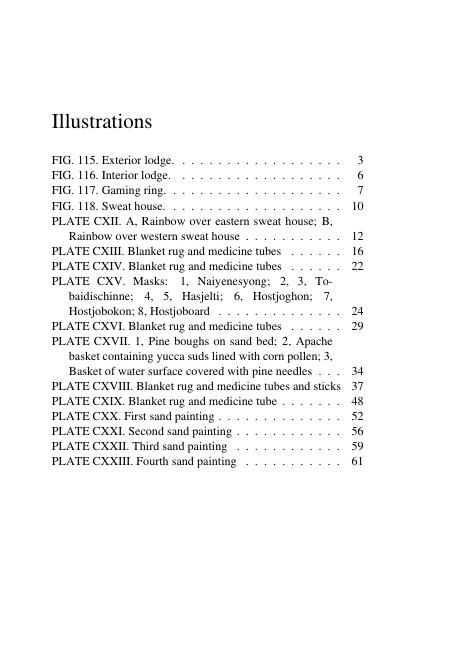 Illustrations
FIG. 115. Exterior lodge. . . . . . . . . . . . . . . . . . . 3
FIG. 116. Interior lodge. . . . . . . . . . . . . . . . . . . 6
FIG. 117. Gaming ring. . . . . . . . . . . . . . . . . . . . 7
FIG. 118. Sweat house. . . . . . . . . . . . . . . . . . . . 10
PLATE CXII. A, Rainbow over eastern sweat house; B,
Rainbow over western sweat house . . . . . . . . . . 12
PLATE CXIII. Blanket rug and medicine tubes . . . . . . 16
PLATE CXIV. Blanket rug and medicine tubes . . . . . . 22
PLATE CXV. Masks: 1, Naiyenesyong; 2, 3, To-
baidischinne; 4, 5, Hasjelti; 6, Hostjoghon; 7,
Hostjobokon; 8, Hostjoboard . . . . . . . . . . . . . 24
PLATE CXVI. Blanket rug and medicine tubes . . . . . . 29
PLATE CXVII. 1, Pine boughs on sand bed; 2, Apache
basket containing yucca suds lined with corn pollen; 3,
Basket of water surface covered with pine needles . . . 34
PLATE CXVIII. Blanket rug and medicine tubes and sticks 37
PLATE CXIX. Blanket rug and medicine tube . . . . . . . 48
PLATE CXX. First sand painting . . . . . . . . . . . . . 52
PLATE CXXI. Second sand painting . . . . . . . . . . . 56
PLATE CXXII. Third sand painting . . . . . . . . . . . 59
PLATE CXXIII. Fourth sand painting . . . . . . . . . . 61